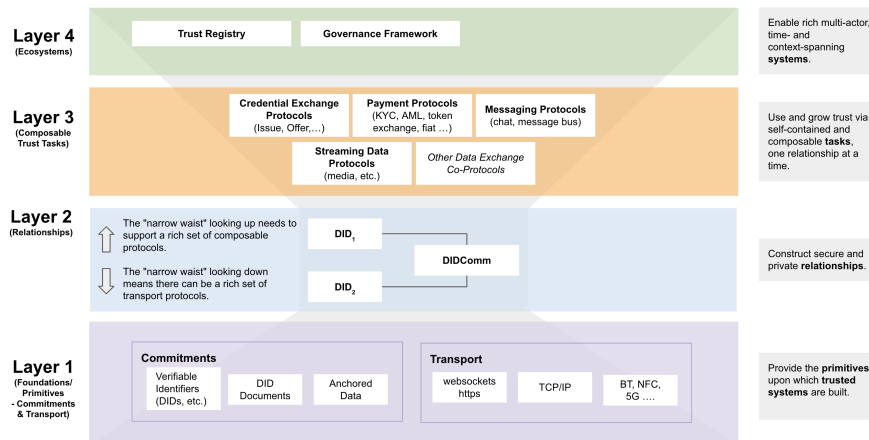 Layer 4
(Ecosystems)
Trust Registry
Governance Framework
Enable rich multi-actor,
time- and
context-spanning
systems.
Layer 3
(Composable
Trust Tasks)
Credential Exchange
Protocols
(Issue, Offer,…)
Payment Protocols
(KYC, AML, token
exchange, fiat …)
Messaging Protocols
(chat, message bus)
Streaming Data
Protocols
(media, etc.)
Other Data Exchange
Co-Protocols
Use and grow trust via
self-contained and
composable tasks,
one relationship at a
time.
Layer 2
(Relationships)
The "narrow waist" looking up needs to
support a rich set of composable
protocols.
The "narrow waist" looking down
means there can be a rich set of
transport protocols.
DID1
DID2
DIDComm
Construct secure and
private relationships.
Layer 1
(Foundations/
Primitives
- Commitments
& Transport)
Commitments
Verifiable
Identifiers
(DIDs, etc.)
DID
Documents
Anchored
Data
Transport
websockets
https
TCP/IP
BT, NFC,
5G ….
Provide the primitives
upon which trusted
systems are built.